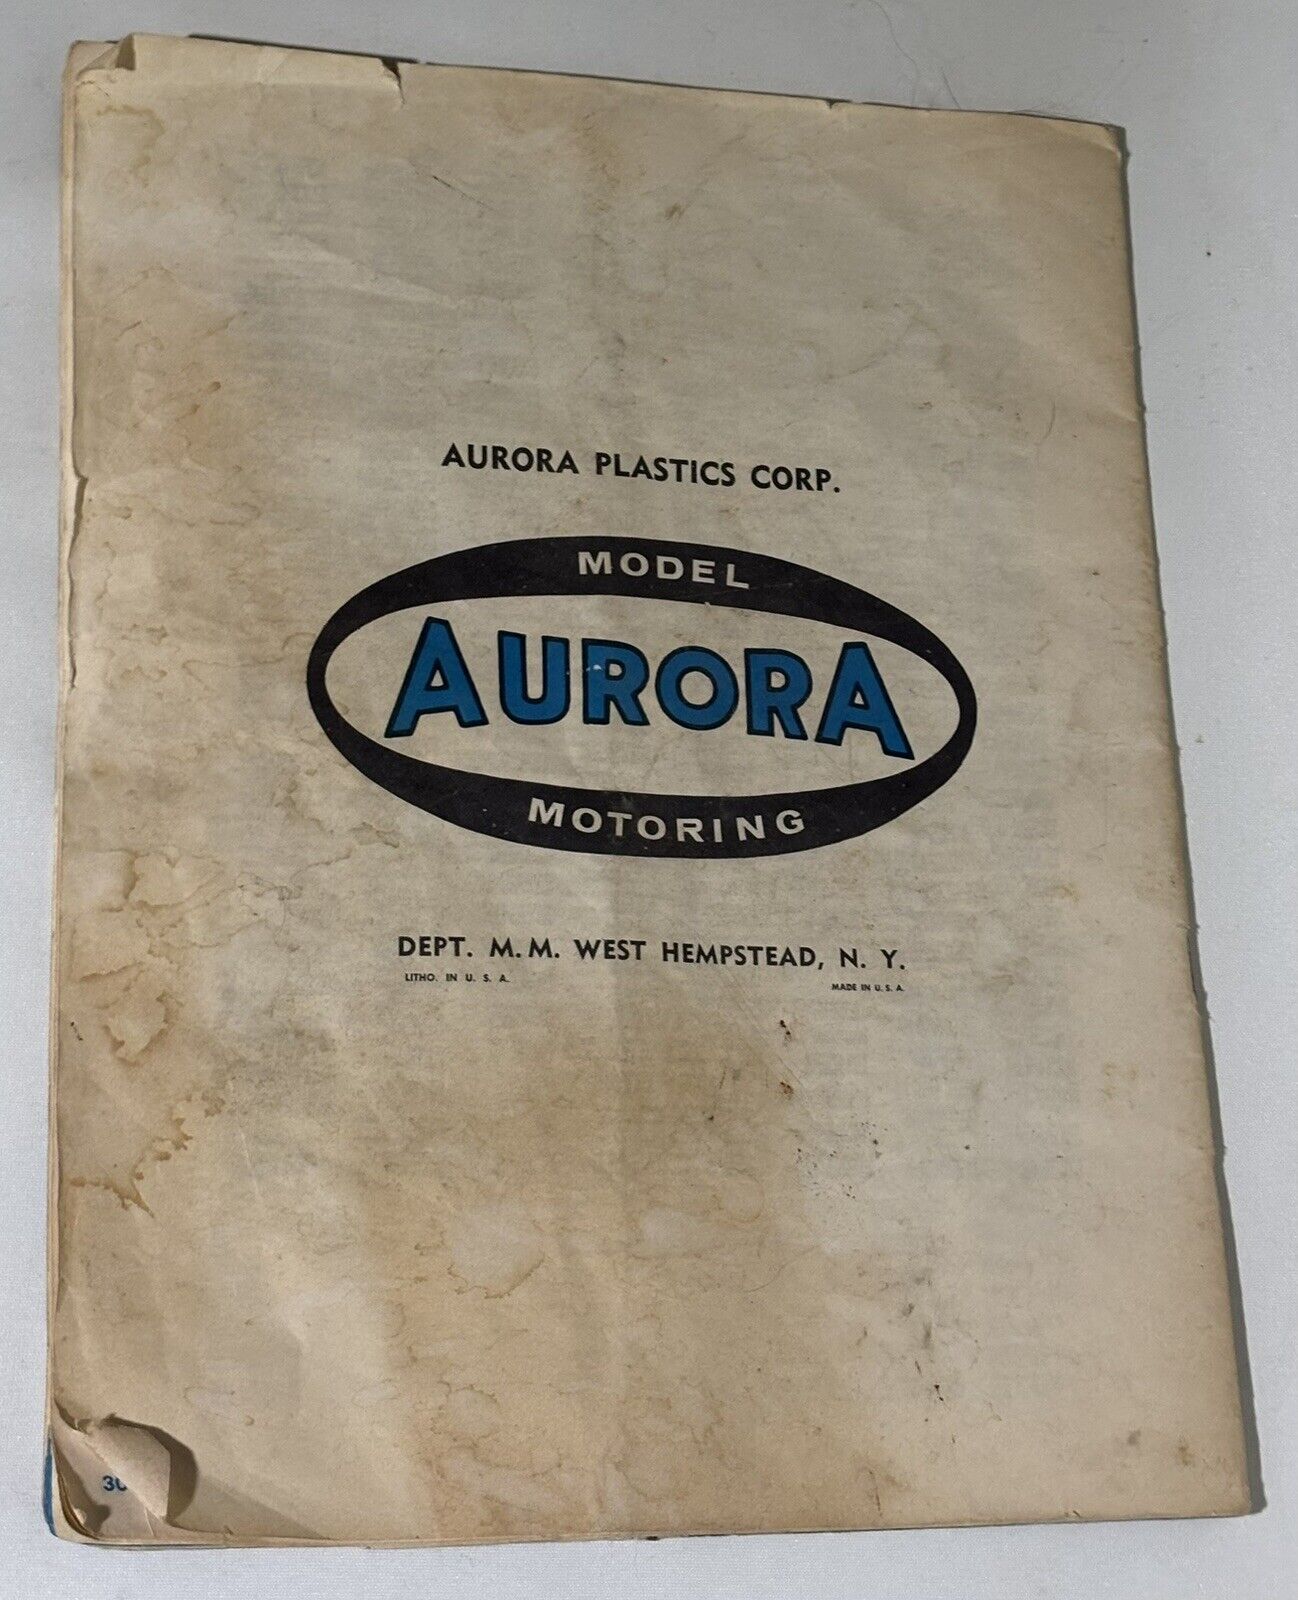 AURORA PLASTICS CORP.
MODEL
AURORA
MOTORING
DEPT. M.M. WEST HEMPSTEAD, N. Y.
LITHO. IN U. S. A. MADE IN U. S. A.